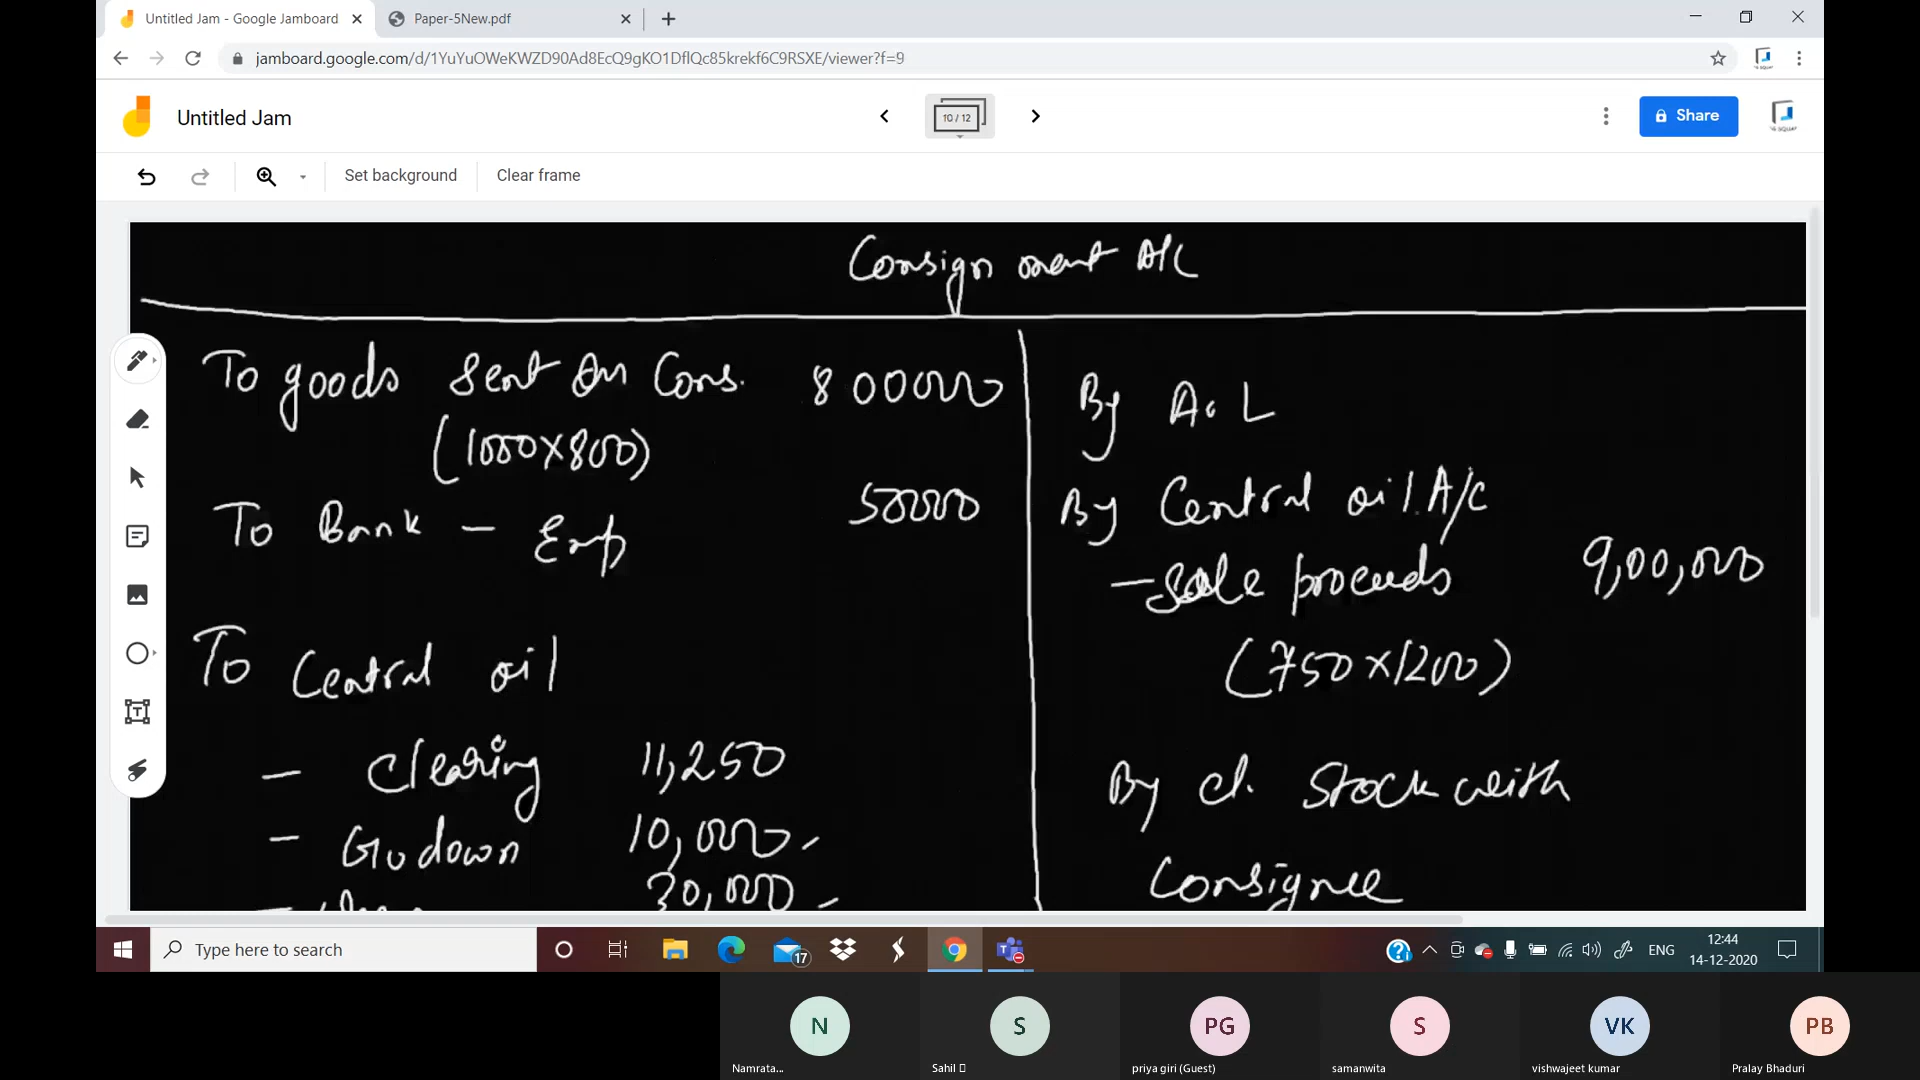 Untitled Jam - Google Jamboard
Paper-5New.pdf
jamboard.google.com/d/1YuYuOWeKWZD90Ad8EcQ9gKO1DflQc85krekf6C9RSXE/viewer?f=9
Untitled Jam
10 / 12
Share
Set background
Clear frame
Consignment A/C
To goods sent on Cons. 800000
(1000x800)
To Bank - Exp 50000
To Central oil
- Clearing 11,250
- Godown 10,000
30,000
By A.L
By Central oil A/c
- Sale proceeds 9,00,000
(750x1200)
By cl. Stock with
Consignee
Type here to search
17
ENG
12:44
14-12-2020
N
S
PG
S
VK
PB
Namrata...
Sahil
priya giri (Guest)
samanwita
vishwajeet kumar
Pralay Bhaduri